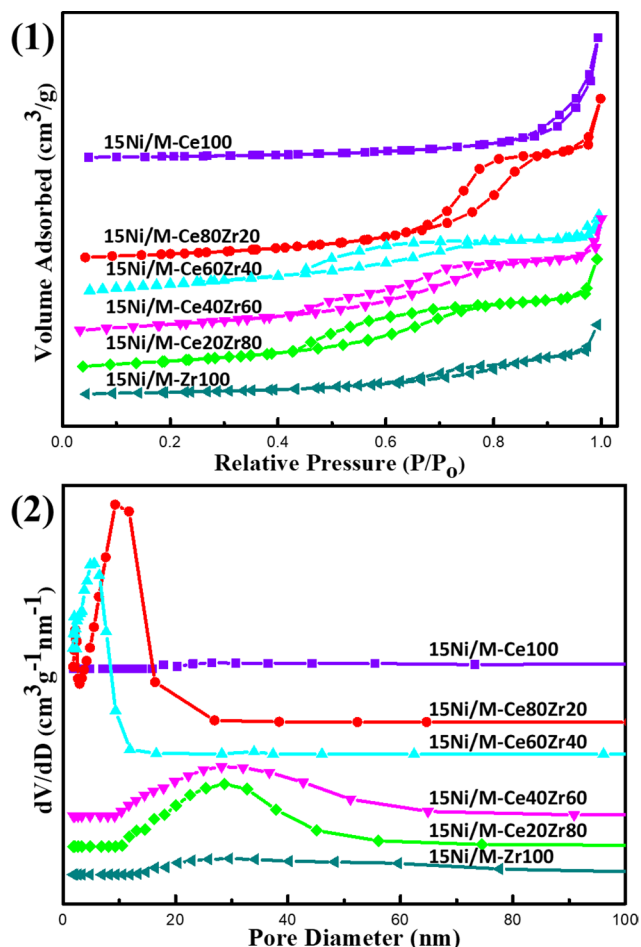 (1)
Volume Adsorbed (cm³/g)
15Ni/M-Ce100
15Ni/M-Ce80Zr20
15Ni/M-Ce60Zr40
15Ni/M-Ce40Zr60
15Ni/M-Ce20Zr80
15Ni/M-Zr100
0.0 0.2 0.4 0.6 0.8 1.0
Relative Pressure (P/Po)
(2)
dV/dD (cm³g-1nm-1)
15Ni/M-Ce100
15Ni/M-Ce80Zr20
15Ni/M-Ce60Zr40
15Ni/M-Ce40Zr60
15Ni/M-Ce20Zr80
15Ni/M-Zr100
0 20 40 60 80 100
Pore Diameter (nm)